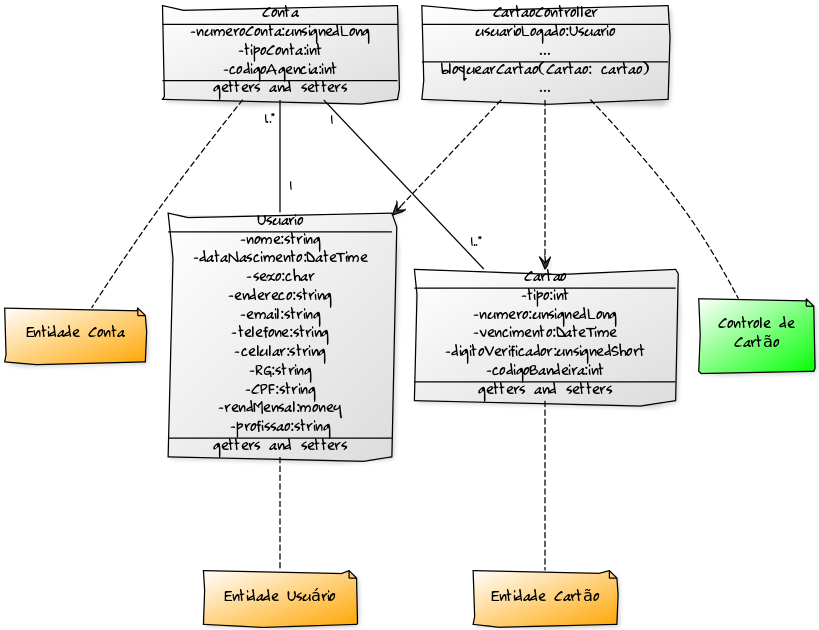 Conta
-numeroConta:unsignedLong
-tipoConta:int
-codigoAgencia:int
getters and setters
CartaoController
usuarioLogado:Usuario
...
bloquearCartao(Cartao: cartao)
...
1..*
1
1
1..*
Usuario
-nome:string
-dataNascimento:DateTime
-sexo:char
-endereco:string
-email:string
-telefone:string
-celular:string
-RG:string
-CPF:string
-rendMensal:money
-profissao:string
getters and setters
Cartao
-tipo:int
-numero:unsignedLong
-vencimento:DateTime
-digitoVerificador:unsignedShort
-codigoBandeira:int
getters and setters
Entidade Conta
Controle de
Cartão
Entidade Usuário
Entidade Cartão